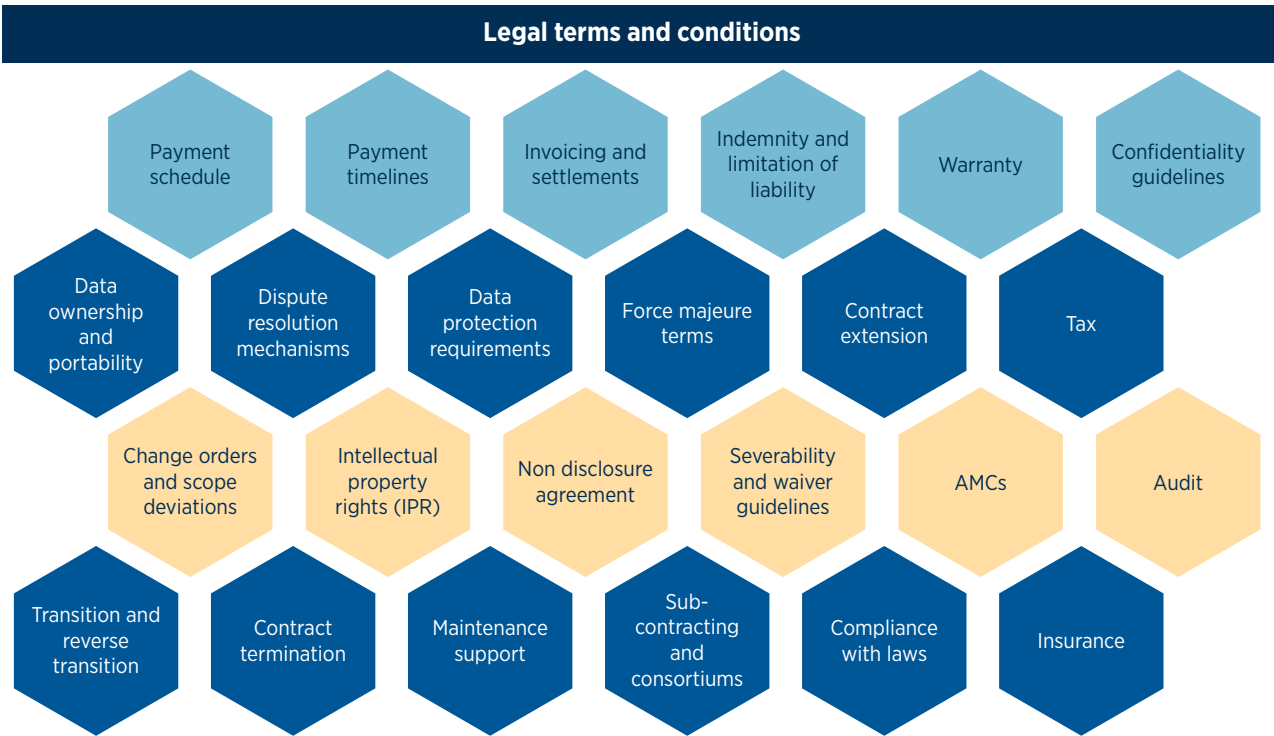 Legal terms and conditions
Payment
schedule
Payment
timelines
Invoicing and
settlements
Indemnity and
limitation of
liability
Warranty
Confidentiality
guidelines
Data
ownership
and
portability
Dispute
resolution
mechanisms
Data
protection
requirements
Force majeure
terms
Contract
extension
Tax
Change orders
and scope
deviations
Intellectual
property
rights (IPR)
Non disclosure
agreement
Severability
and waiver
guidelines
AMCs
Audit
Transition and
reverse
transition
Contract
termination
Maintenance
support
Sub-
contracting
and
consortiums
Compliance
with laws
Insurance